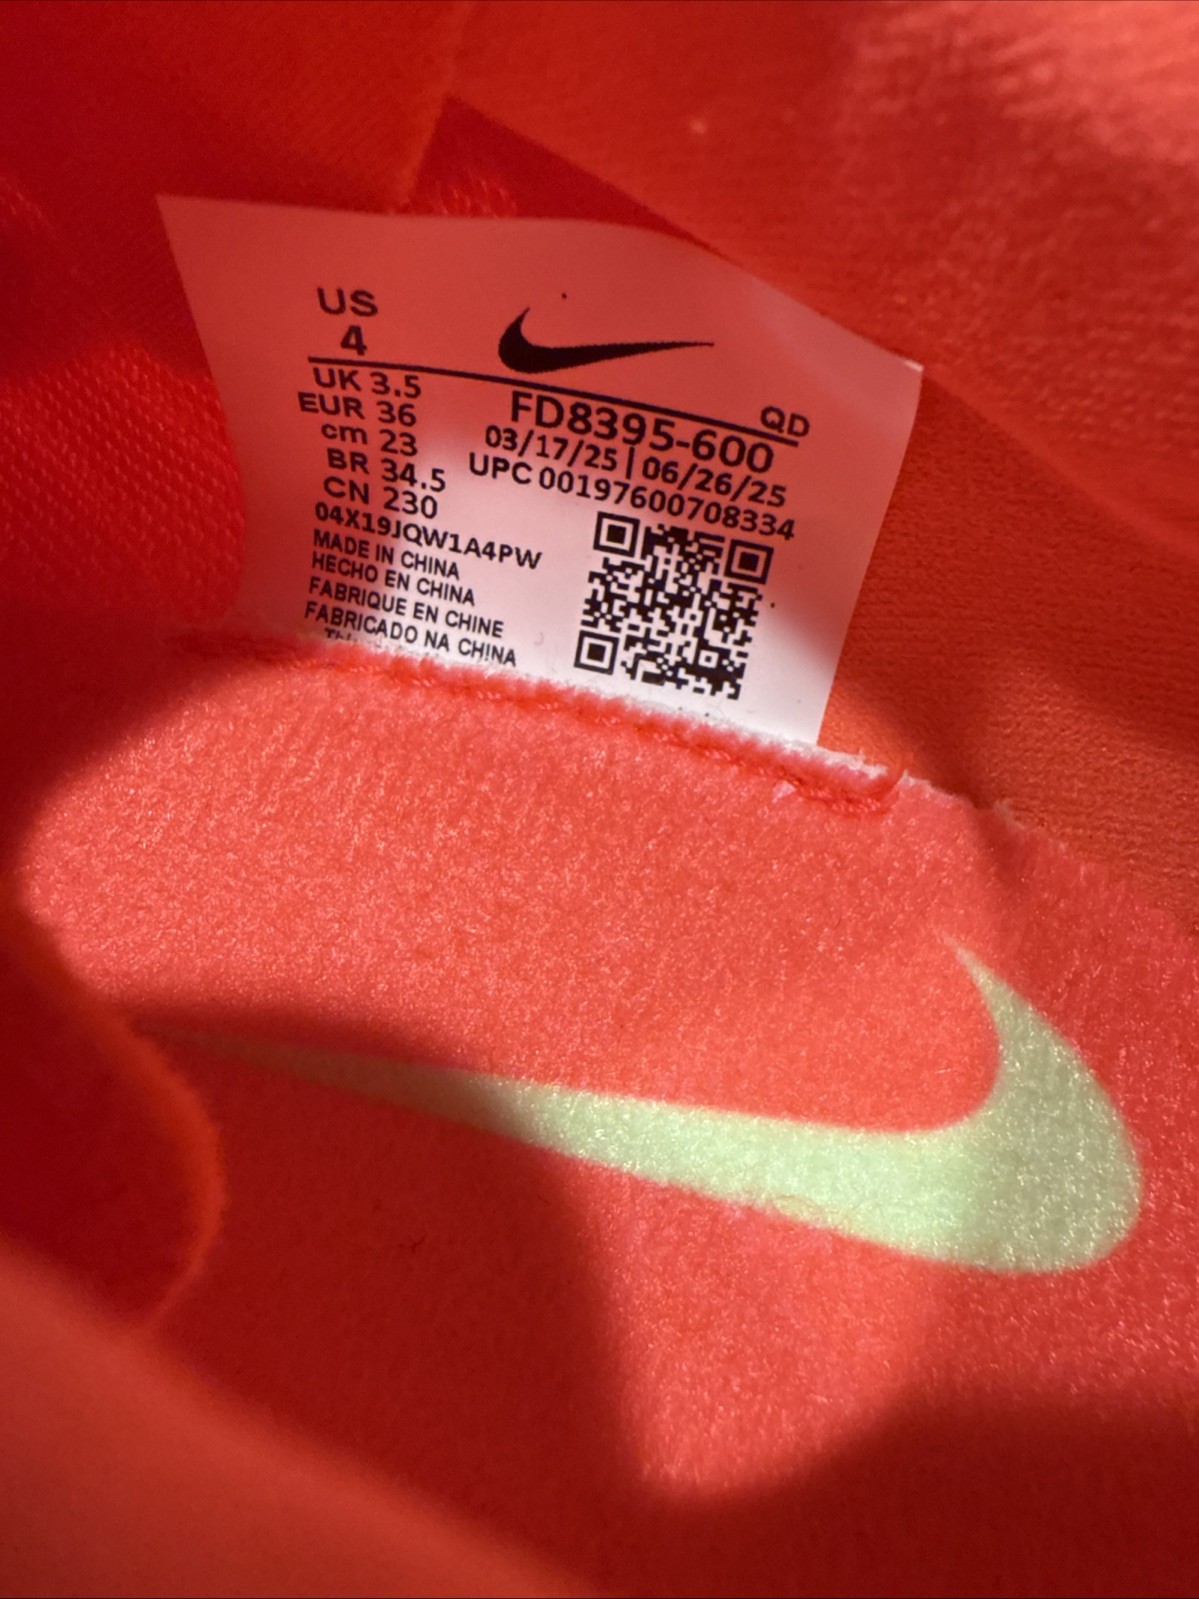 US
4
UK 3.5
EUR 36
cm 23
BR 34.5
CN 230
04X19JQW1A4PW
MADE IN CHINA
HECHO EN CHINA
FABRIQUE EN CHINE
FABRICADO NA CHINA
QD
FD8395-600
03/17/25 | 06/26/25
UPC 00197600708334